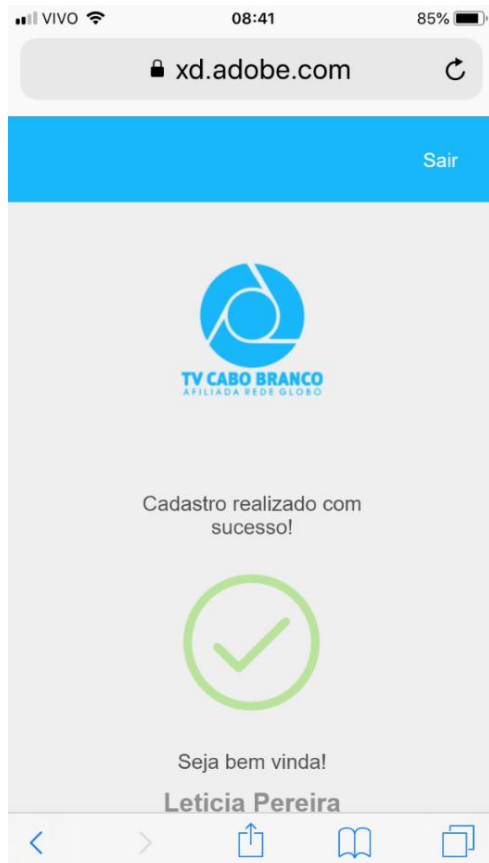 VIVO 08:41 85%
xd.adobe.com
Sair
TV CABO BRANCO
AFILIADA REDE GLOBO
Cadastro realizado com
sucesso!
Seja bem vinda!
Leticia Pereira